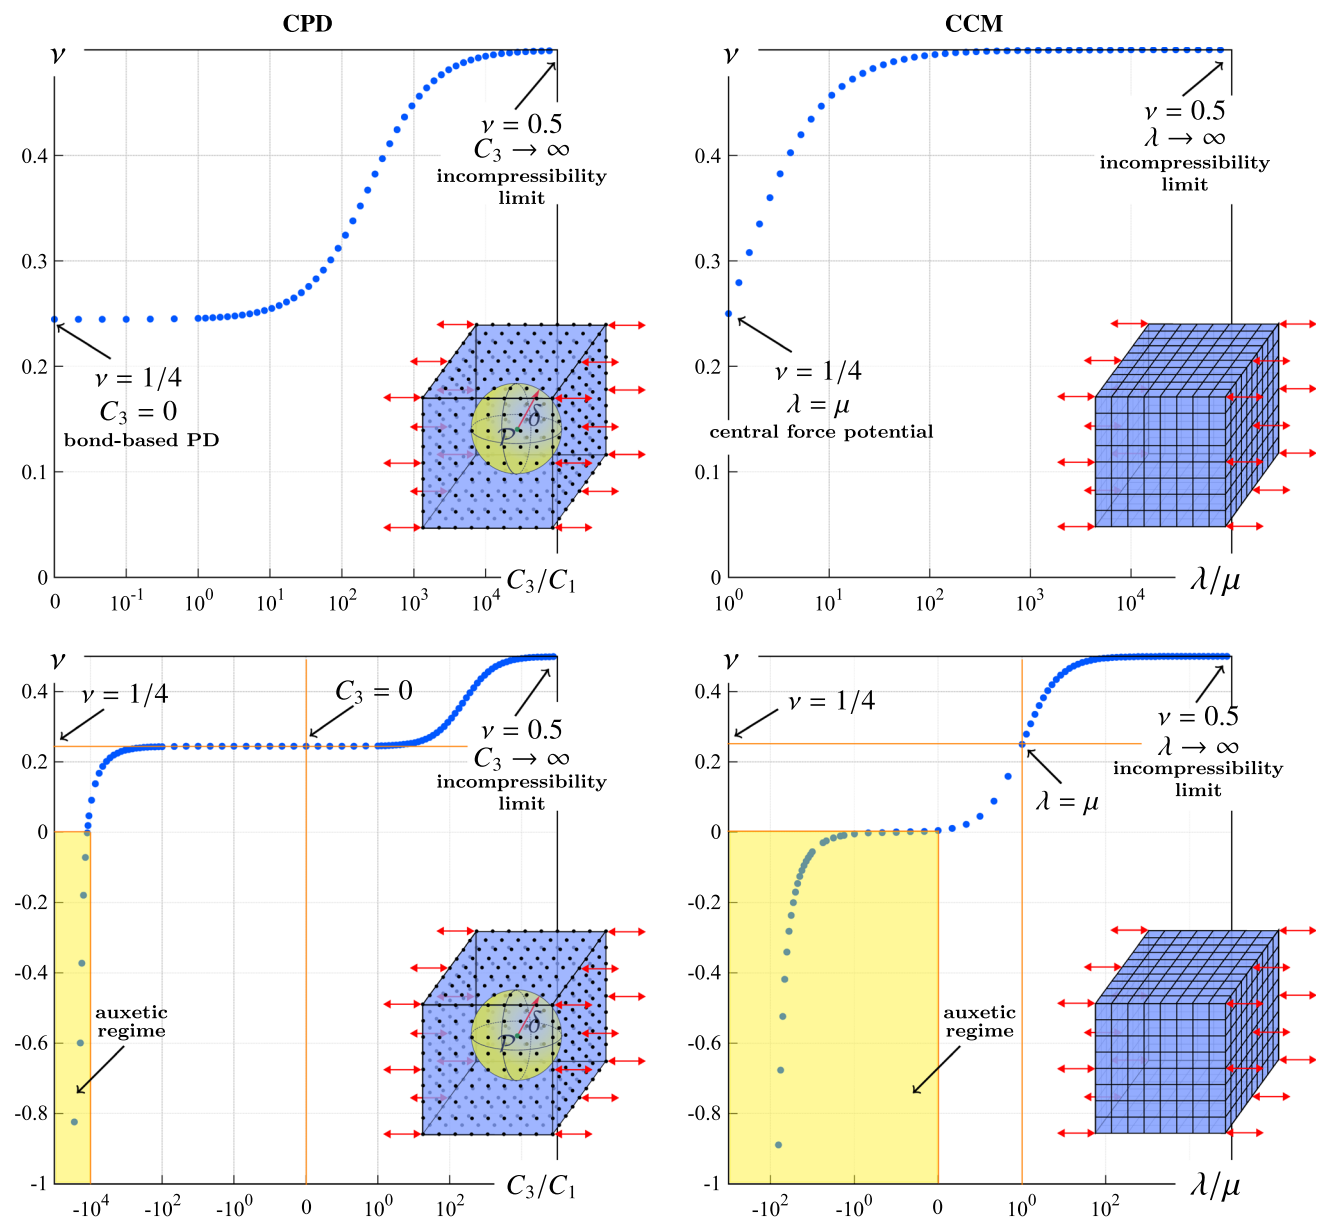 CPD
ν
0.4
0.3
0.2
0.1
0
0 10⁻¹ 10⁰ 10¹ 10² 10³ 10⁴ C₃/C₁
ν = 0.5
C₃ → ∞
incompressibility
limit
ν = 1/4
C₃ = 0
bond-based PD
P δ
CCM
ν
0.4
0.3
0.2
0.1
0
10⁰ 10¹ 10² 10³ 10⁴ λ/μ
ν = 0.5
λ → ∞
incompressibility
limit
ν = 1/4
λ = μ
central force potential
ν
0.4
0.2
0
-0.2
-0.4
-0.6
-0.8
-1
-10⁴ -10² -10⁰ 0 10⁰ 10² C₃/C₁
ν = 1/4
C₃ = 0
ν = 0.5
C₃ → ∞
incompressibility
limit
auxetic
regime
P δ
ν
0.4
0.2
0
-0.2
-0.4
-0.6
-0.8
-1
-10² -10⁰ 0 10⁰ 10² λ/μ
ν = 1/4
ν = 0.5
λ → ∞
incompressibility
limit
λ = μ
auxetic
regime